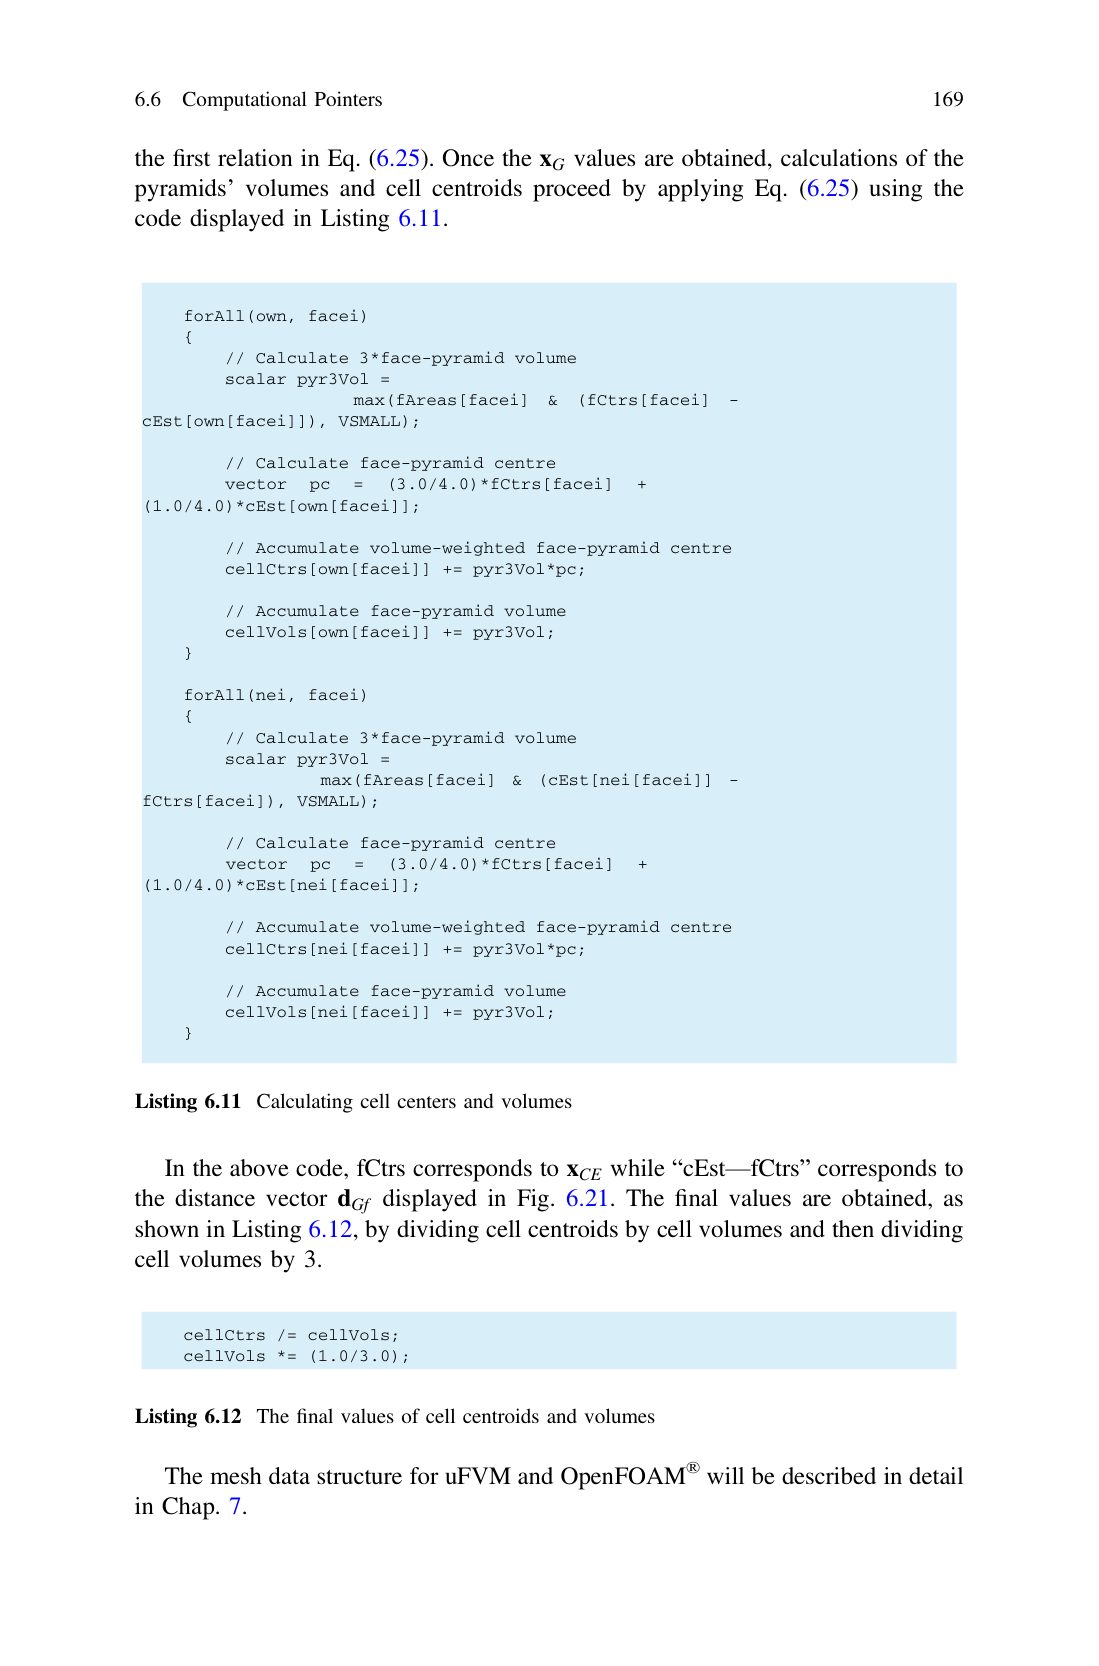 6.6 Computational Pointers 169
the first relation in Eq. (6.25). Once the xG values are obtained, calculations of the
pyramids' volumes and cell centroids proceed by applying Eq. (6.25) using the
code displayed in Listing 6.11.
forAll(own, facei)
{
// Calculate 3*face-pyramid volume
scalar pyr3Vol =
max(fAreas[facei] & (fCtrs[facei] -
cEst[own[facei]]), VSMALL);
// Calculate face-pyramid centre
vector pc = (3.0/4.0)*fCtrs[facei] +
(1.0/4.0)*cEst[own[facei]];
// Accumulate volume-weighted face-pyramid centre
cellCtrs[own[facei]] += pyr3Vol*pc;
// Accumulate face-pyramid volume
cellVols[own[facei]] += pyr3Vol;
}
forAll(nei, facei)
{
// Calculate 3*face-pyramid volume
scalar pyr3Vol =
max(fAreas[facei] & (cEst[nei[facei]] -
fCtrs[facei]), VSMALL);
// Calculate face-pyramid centre
vector pc = (3.0/4.0)*fCtrs[facei] +
(1.0/4.0)*cEst[nei[facei]];
// Accumulate volume-weighted face-pyramid centre
cellCtrs[nei[facei]] += pyr3Vol*pc;
// Accumulate face-pyramid volume
cellVols[nei[facei]] += pyr3Vol;
}
Listing 6.11 Calculating cell centers and volumes
In the above code, fCtrs corresponds to xCE while “cEst—fCtrs” corresponds to
the distance vector dGf displayed in Fig. 6.21. The final values are obtained, as
shown in Listing 6.12, by dividing cell centroids by cell volumes and then dividing
cell volumes by 3.
cellCtrs /= cellVols;
cellVols *= (1.0/3.0);
Listing 6.12 The final values of cell centroids and volumes
The mesh data structure for uFVM and OpenFOAM® will be described in detail
in Chap. 7.